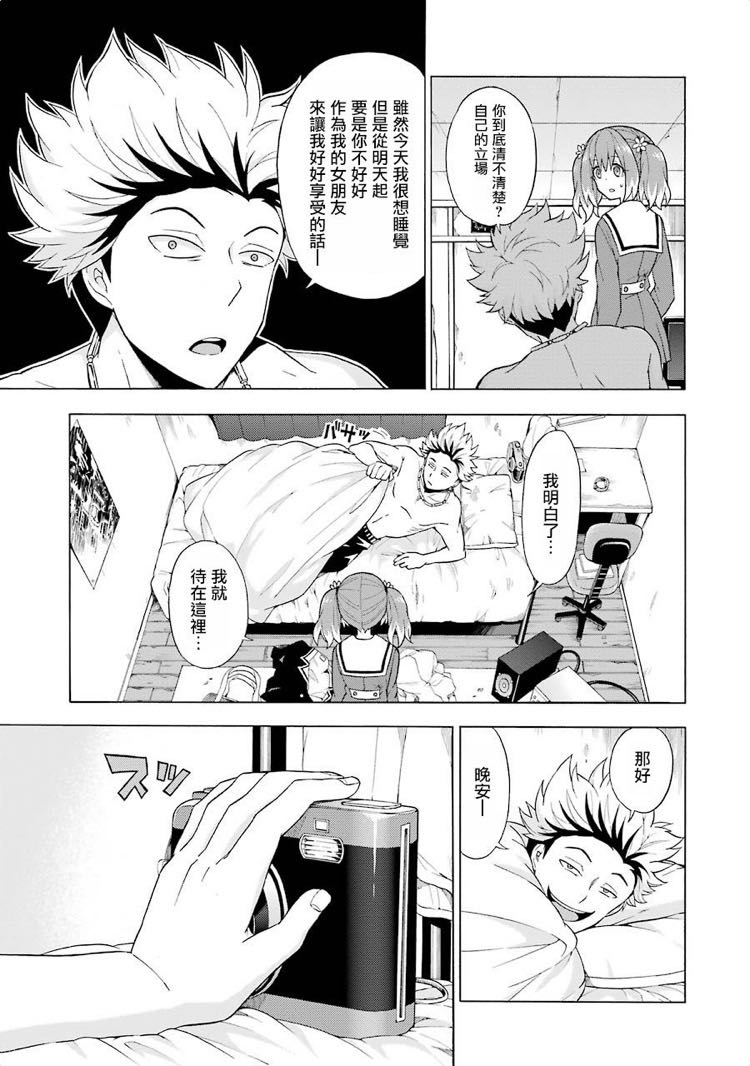 你到底清不清楚？
自己的立場
雖然今天我很想睡覺
但是從明天起
要是你不好好
作為我的女朋友
來讓我好好享受的話ー
バサッ
我明白了…
我就
待在這裡…
那好
晚安ー
スッ